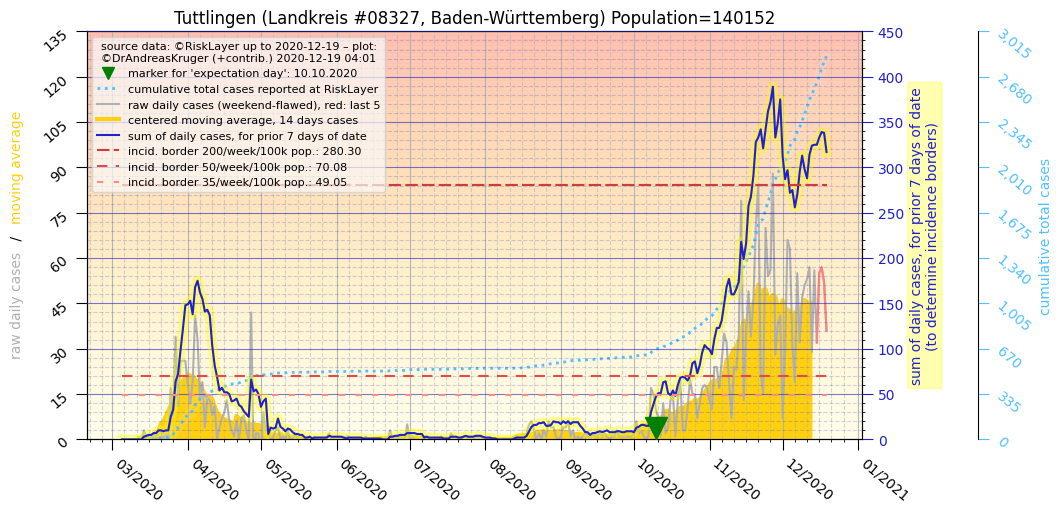 Tuttlingen (Landkreis #08327, Baden-Württemberg) Population=140152
source data: ©RiskLayer up to 2020-12-19 – plot:
©DrAndreasKruger (+contrib.) 2020-12-19 04:01
marker for 'expectation day': 10.10.2020
cumulative total cases reported at RiskLayer
raw daily cases (weekend-flawed), red: last 5
centered moving average, 14 days cases
sum of daily cases, for prior 7 days of date
incid. border 200/week/100k pop.: 280.30
incid. border 50/week/100k pop.: 70.08
incid. border 35/week/100k pop.: 49.05
raw daily cases / moving average
135
120
105
90
75
60
45
30
15
0
03/2020
04/2020
05/2020
06/2020
07/2020
08/2020
09/2020
10/2020
11/2020
12/2020
01/2021
450
400
350
300
250
200
150
100
50
0
sum of daily cases, for prior 7 days of date
(to determine incidence borders)
3,015
2,680
2,345
2,010
1,675
1,340
1,005
670
335
0
cumulative total cases